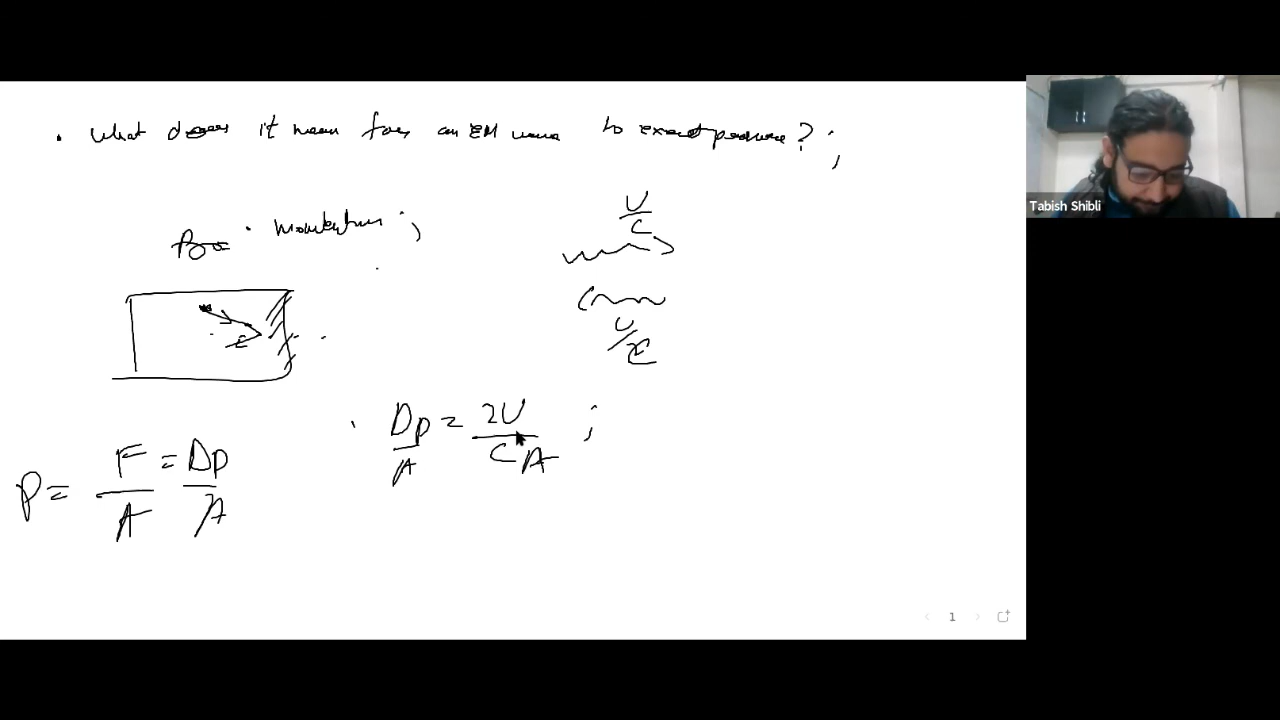 . What does it mean for an EM wave to exert pressure? ;
. momentum ;
U/C
U/C
Δp/A = 2U/CA ;
P = F/A = Δp/A
Tabish Shibli
1